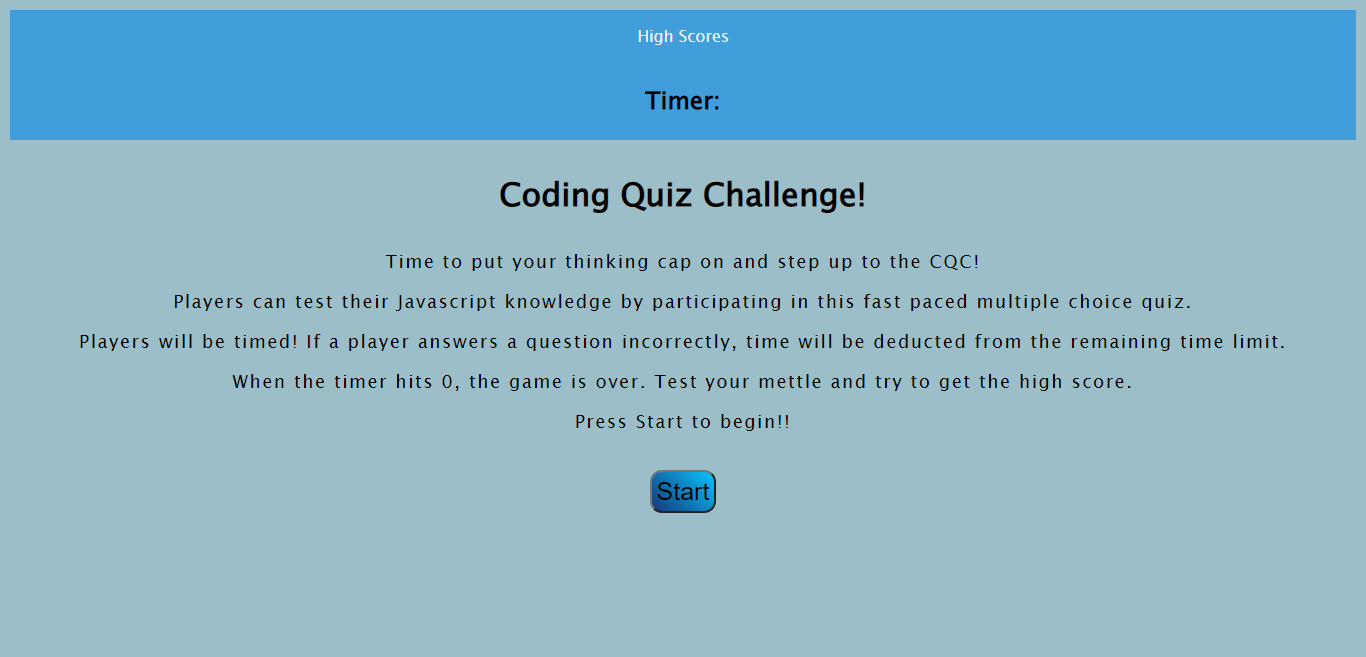 High Scores
Timer:
Coding Quiz Challenge!
Time to put your thinking cap on and step up to the CQC!
Players can test their Javascript knowledge by participating in this fast paced multiple choice quiz.
Players will be timed! If a player answers a question incorrectly, time will be deducted from the remaining time limit.
When the timer hits 0, the game is over. Test your mettle and try to get the high score.
Press Start to begin!!
Start